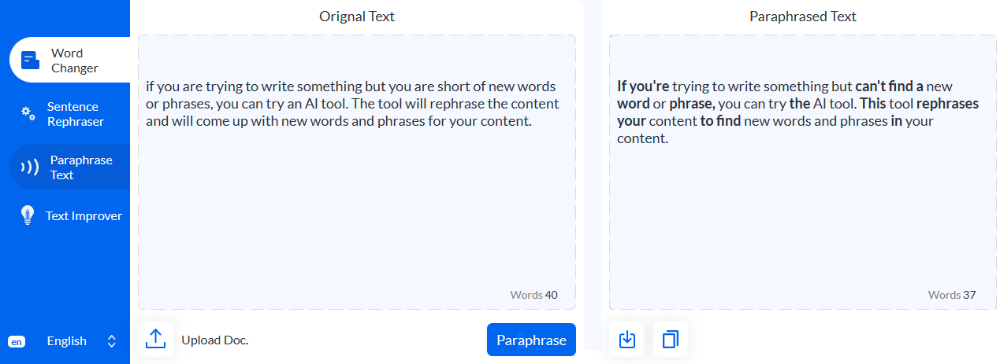 Word
Changer
Sentence
Rephraser
Paraphrase
Text
Text Improver
en English
Orignal Text
if you are trying to write something but you are short of new words
or phrases, you can try an AI tool. The tool will rephrase the content
and will come up with new words and phrases for your content.
Words 40
Upload Doc.
Paraphrase
Paraphrased Text
If you're trying to write something but can't find a new
word or phrase, you can try the AI tool. This tool rephrases
your content to find new words and phrases in your
content.
Words 37